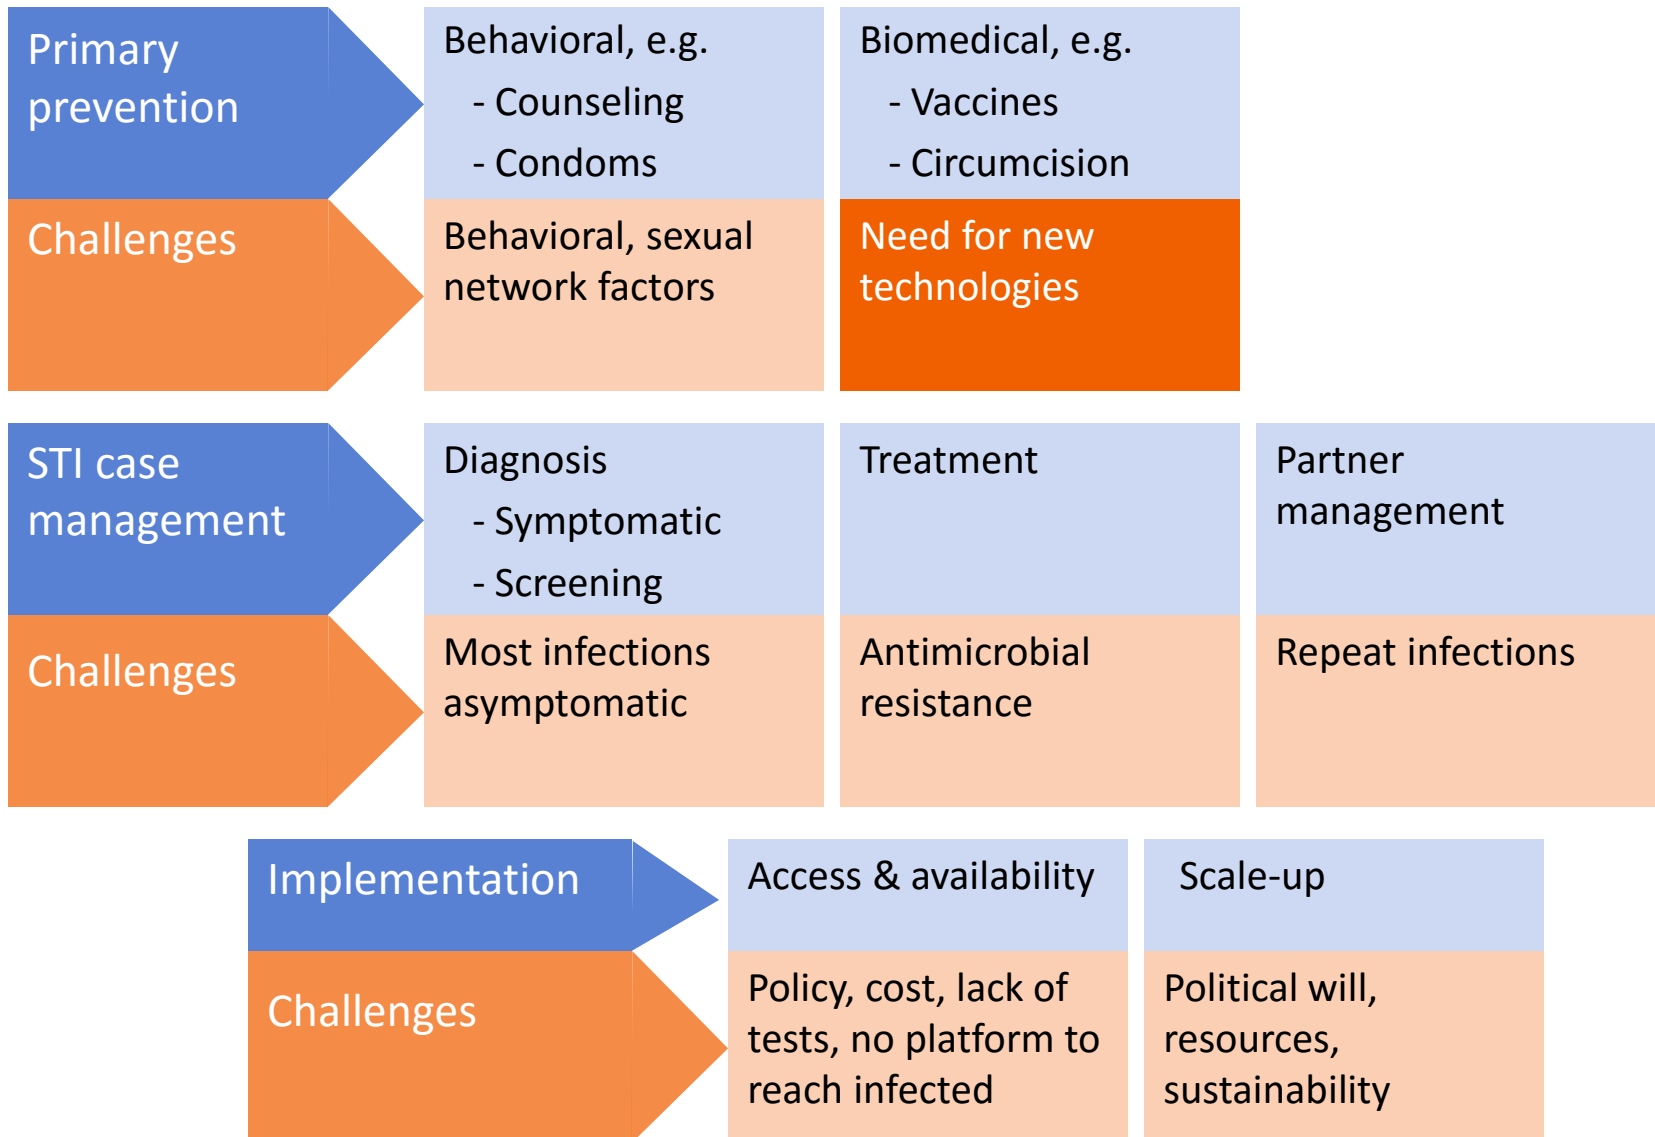 Primary
prevention
Behavioral, e.g.
- Counseling
- Condoms
Biomedical, e.g.
- Vaccines
- Circumcision
Challenges
Behavioral, sexual
network factors
Need for new
technologies
STI case
management
Diagnosis
- Symptomatic
- Screening
Treatment
Partner
management
Challenges
Most infections
asymptomatic
Antimicrobial
resistance
Repeat infections
Implementation
Access & availability
Scale-up
Challenges
Policy, cost, lack of
tests, no platform to
reach infected
Political will,
resources,
sustainability